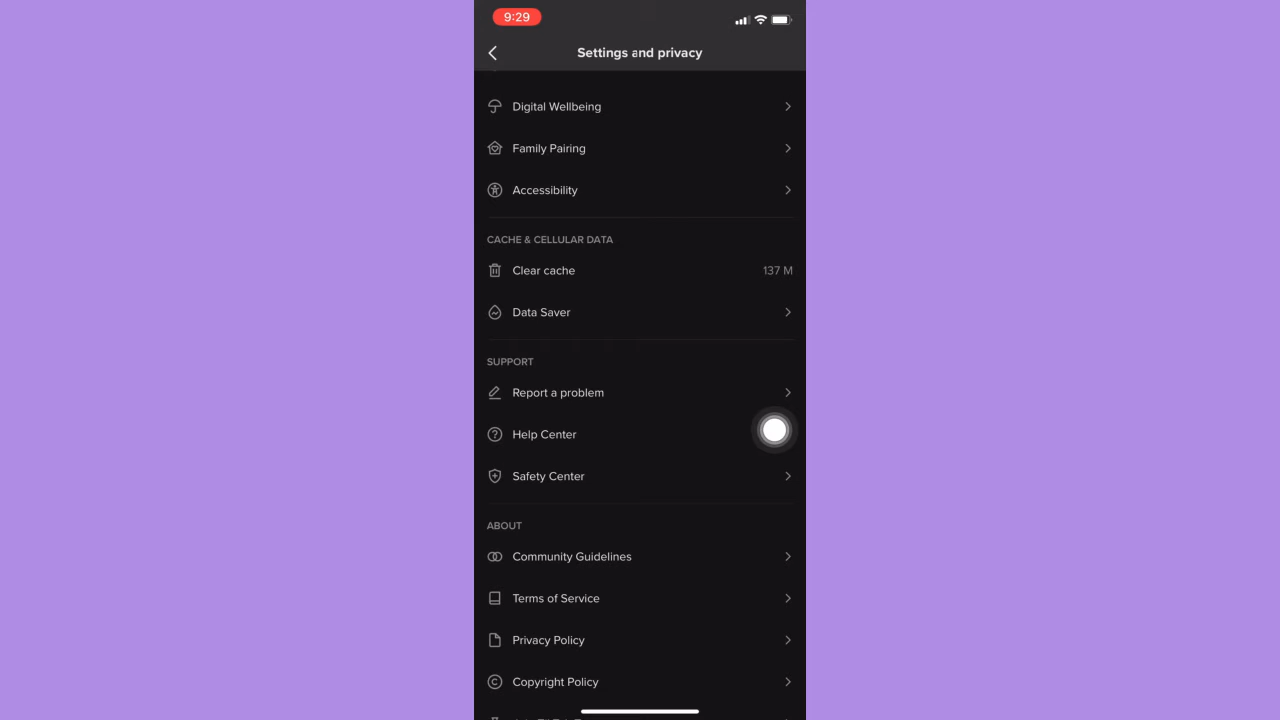 9:29
Settings and privacy
Digital Wellbeing
Family Pairing
Accessibility
CACHE & CELLULAR DATA
Clear cache 137 M
Data Saver
SUPPORT
Report a problem
Help Center
Safety Center
ABOUT
Community Guidelines
Terms of Service
Privacy Policy
Copyright Policy